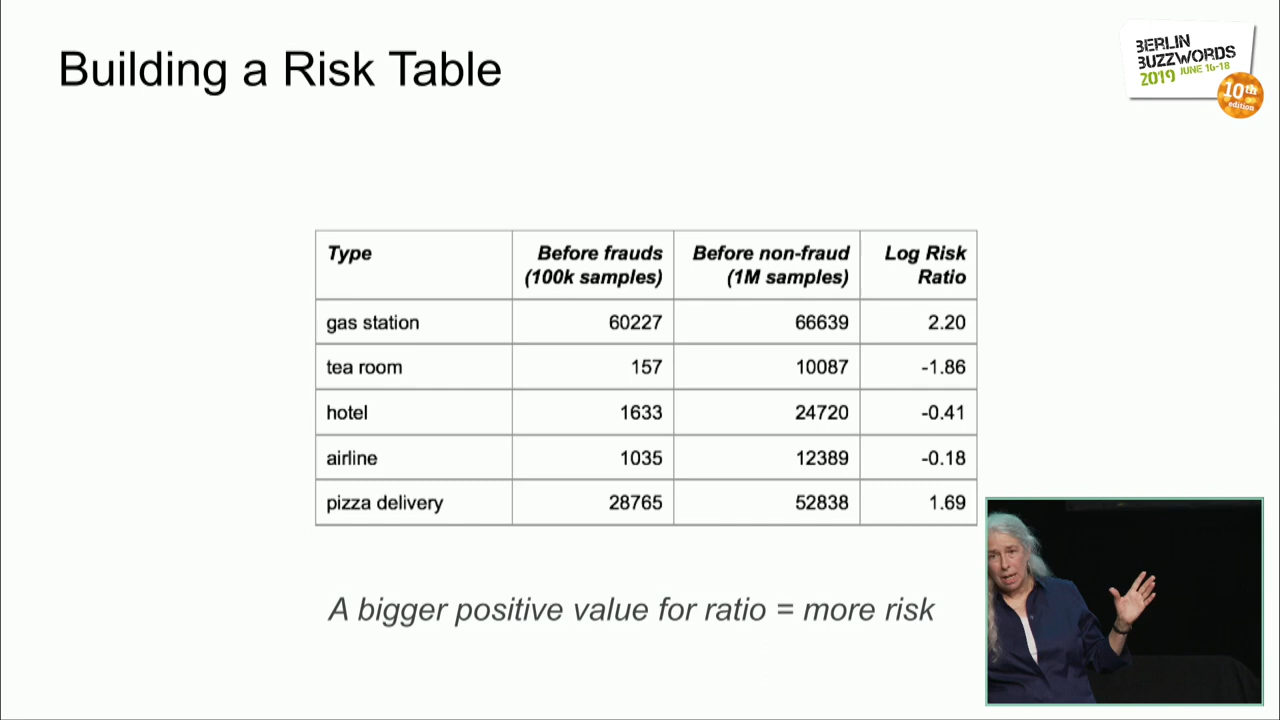 Building a Risk Table
BERLIN
BUZZWORDS
2019 JUNE 16-18
10th
edition
Type Before frauds (100k samples) Before non-fraud (1M samples) Log Risk Ratio
gas station 60227 66639 2.20
tea room 157 10087 -1.86
hotel 1633 24720 -0.41
airline 1035 12389 -0.18
pizza delivery 28765 52838 1.69
A bigger positive value for ratio = more risk